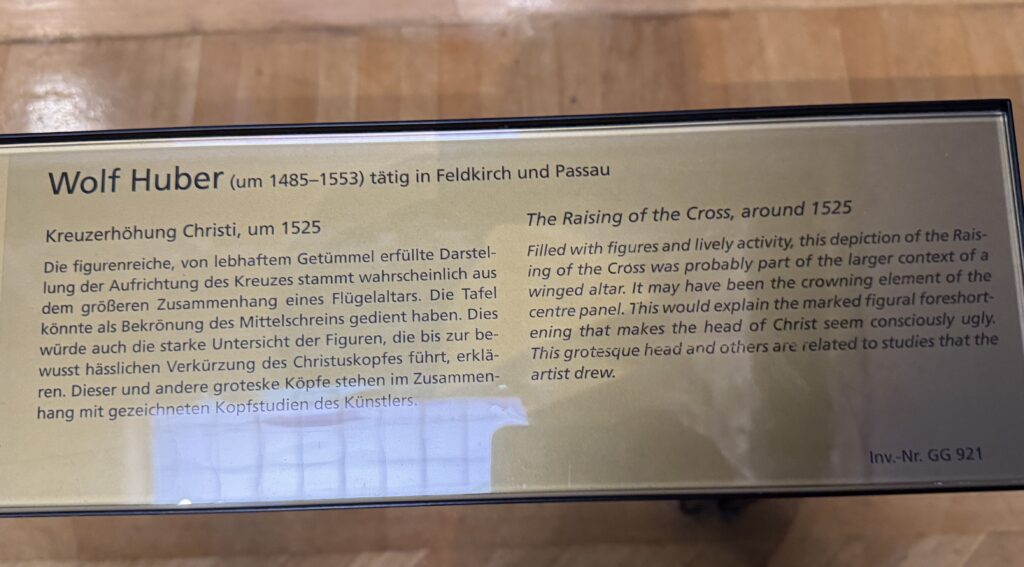 Wolf Huber (um 1485–1553) tätig in Feldkirch und Passau
Kreuzerhöhung Christi, um 1525
Die figurenreiche, von lebhaftem Getümmel erfüllte Darstel-
lung der Aufrichtung des Kreuzes stammt wahrscheinlich aus
dem größeren Zusammenhang eines Flügelaltars. Die Tafel
könnte als Bekrönung des Mittelschreins gedient haben. Dies
würde auch die starke Untersicht der Figuren, die bis zur be-
wusst hässlichen Verkürzung des Christuskopfes führt, erklä-
ren. Dieser und andere groteske Köpfe stehen im Zusammen-
hang mit gezeichneten Kopfstudien des Künstlers.
The Raising of the Cross, around 1525
Filled with figures and lively activity, this depiction of the Rais-
ing of the Cross was probably part of the larger context of a
winged altar. It may have been the crowning element of the
centre panel. This would explain the marked figural foreshort-
ening that makes the head of Christ seem consciously ugly.
This grotesque head and others are related to studies that the
artist drew.
Inv.-Nr. GG 921